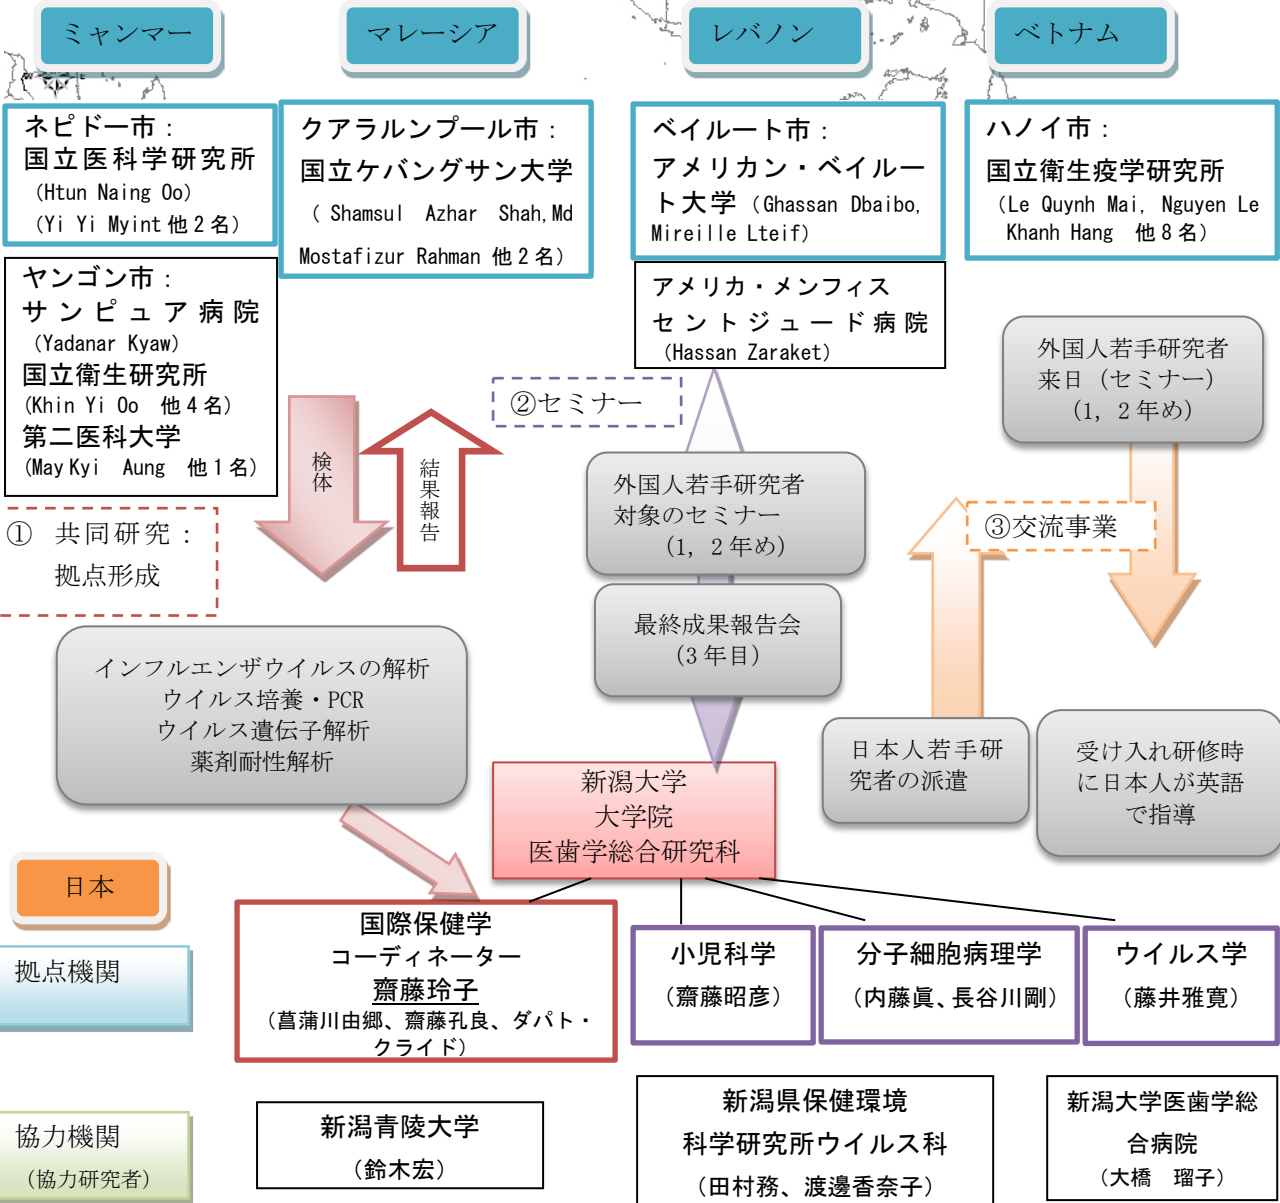 ミャンマー
マレーシア
レバノン
ベトナム
ネピドー市：
国立医科学研究所
(Htun Naing Oo)
(Yi Yi Myint 他２名)
クアラルンプール市：
国立ケバングサン大学
( Shamsul Azhar Shah, Md
Mostafizur Rahman 他２名)
ベイルート市：
アメリカン・ベイルー
ト大学 (Ghassan Dbaibo,
Mireille Lteif)
ハノイ市：
国立衛生疫学研究所
(Le Quynh Mai, Nguyen Le
Khanh Hang 他８名)
ヤンゴン市：
サンピュア病院
(Yadanar Kyaw)
国立衛生研究所
(Khin Yi Oo 他４名)
第二医科大学
(May Kyi Aung 他１名)
アメリカ・メンフィス
セントジュード病院
(Hassan Zaraket)
検体
結果報告
②セミナー
外国人若手研究者
来日（セミナー）
（1, 2 年め）
外国人若手研究者
対象のセミナー
（1, 2 年め）
③交流事業
① 共同研究：
拠点形成
最終成果報告会
（3 年目）
インフルエンザウイルスの解析
ウイルス培養・PCR
ウイルス遺伝子解析
薬剤耐性解析
日本人若手研
究者の派遣
受け入れ研修時
に日本人が英語
で指導
新潟大学
大学院
医歯学総合研究科
日本
拠点機関
国際保健学
コーディネーター
齋藤玲子
（菖蒲川由郷、齋藤孔良、ダパト・
クライド）
小児科学
（齋藤昭彦）
分子細胞病理学
（内藤眞、長谷川剛）
ウイルス学
（藤井雅寛）
協力機関
（協力研究者）
新潟青陵大学
（鈴木宏）
新潟県保健環境
科学研究所ウイルス科
（田村務、渡邊香奈子）
新潟大学医歯学総
合病院
（大橋　瑠子）